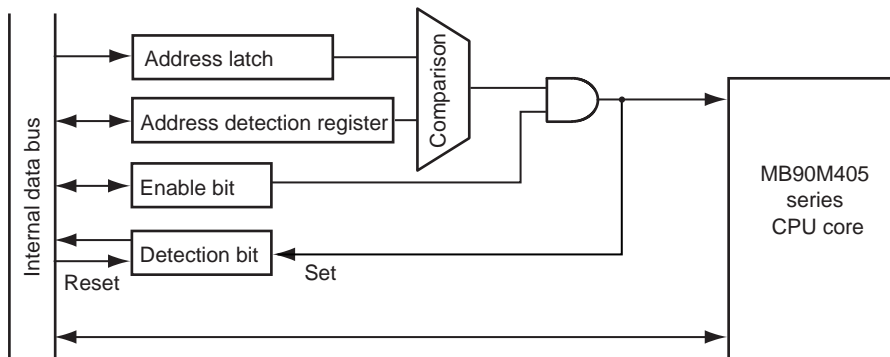 Internal data bus
Address latch
Address detection register
Enable bit
Detection bit
Reset
Set
Comparison
MB90M405
series
CPU core